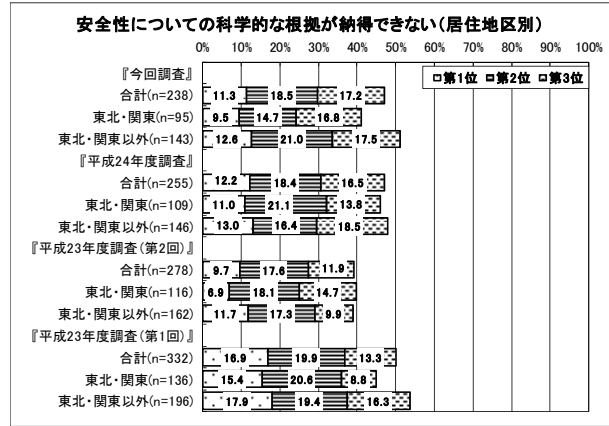 安全性についての科学的な根拠が納得できない（居住地区別）
0% 10% 20% 30% 40% 50% 60% 70% 80% 90% 100%
第1位 第2位 第3位
『今回調査』
合計(n=238) 11.3 18.5 17.2
東北・関東(n=95) 9.5 14.7 16.8
東北・関東以外(n=143) 12.6 21.0 17.5
『平成24年度調査』
合計(n=255) 12.2 18.4 16.5
東北・関東(n=109) 11.0 21.1 13.8
東北・関東以外(n=146) 13.0 16.4 18.5
『平成23年度調査（第2回）』
合計(n=278) 9.7 17.6 11.9
東北・関東(n=116) 6.9 18.1 14.7
東北・関東以外(n=162) 11.7 17.3 9.9
『平成23年度調査（第1回）』
合計(n=332) 16.9 19.9 13.3
東北・関東(n=136) 15.4 20.6 8.8
東北・関東以外(n=196) 17.9 19.4 16.3